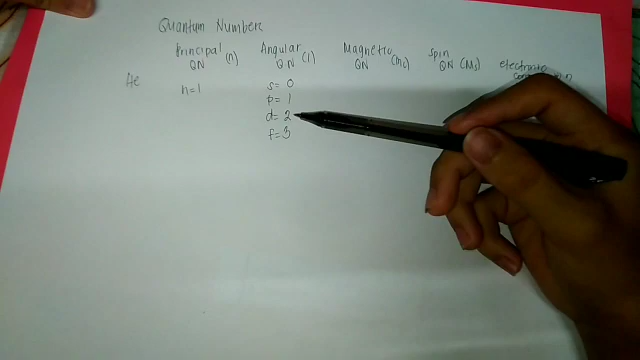 Quantum Numbers
Principal QN (n)
Angular QN (l)
Magnetic QN (ml)
Spin QN (Ms)
electronic
He
n=1
s= 0
p= 1
d= 2
f= 3